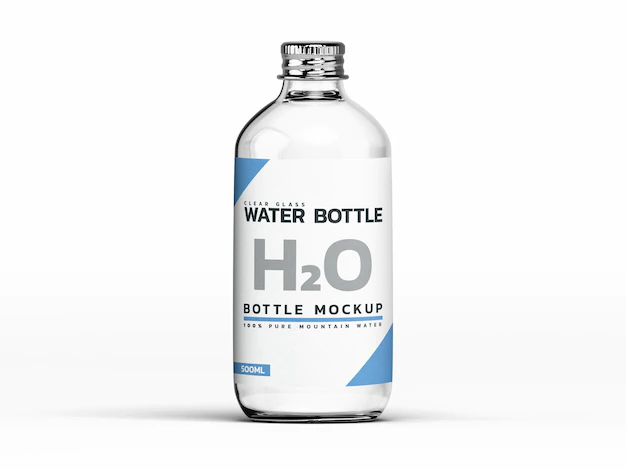 CLEAR GLASS
WATER BOTTLE
H₂O
BOTTLE MOCKUP
100% PURE MOUNTAIN WATER
500ML